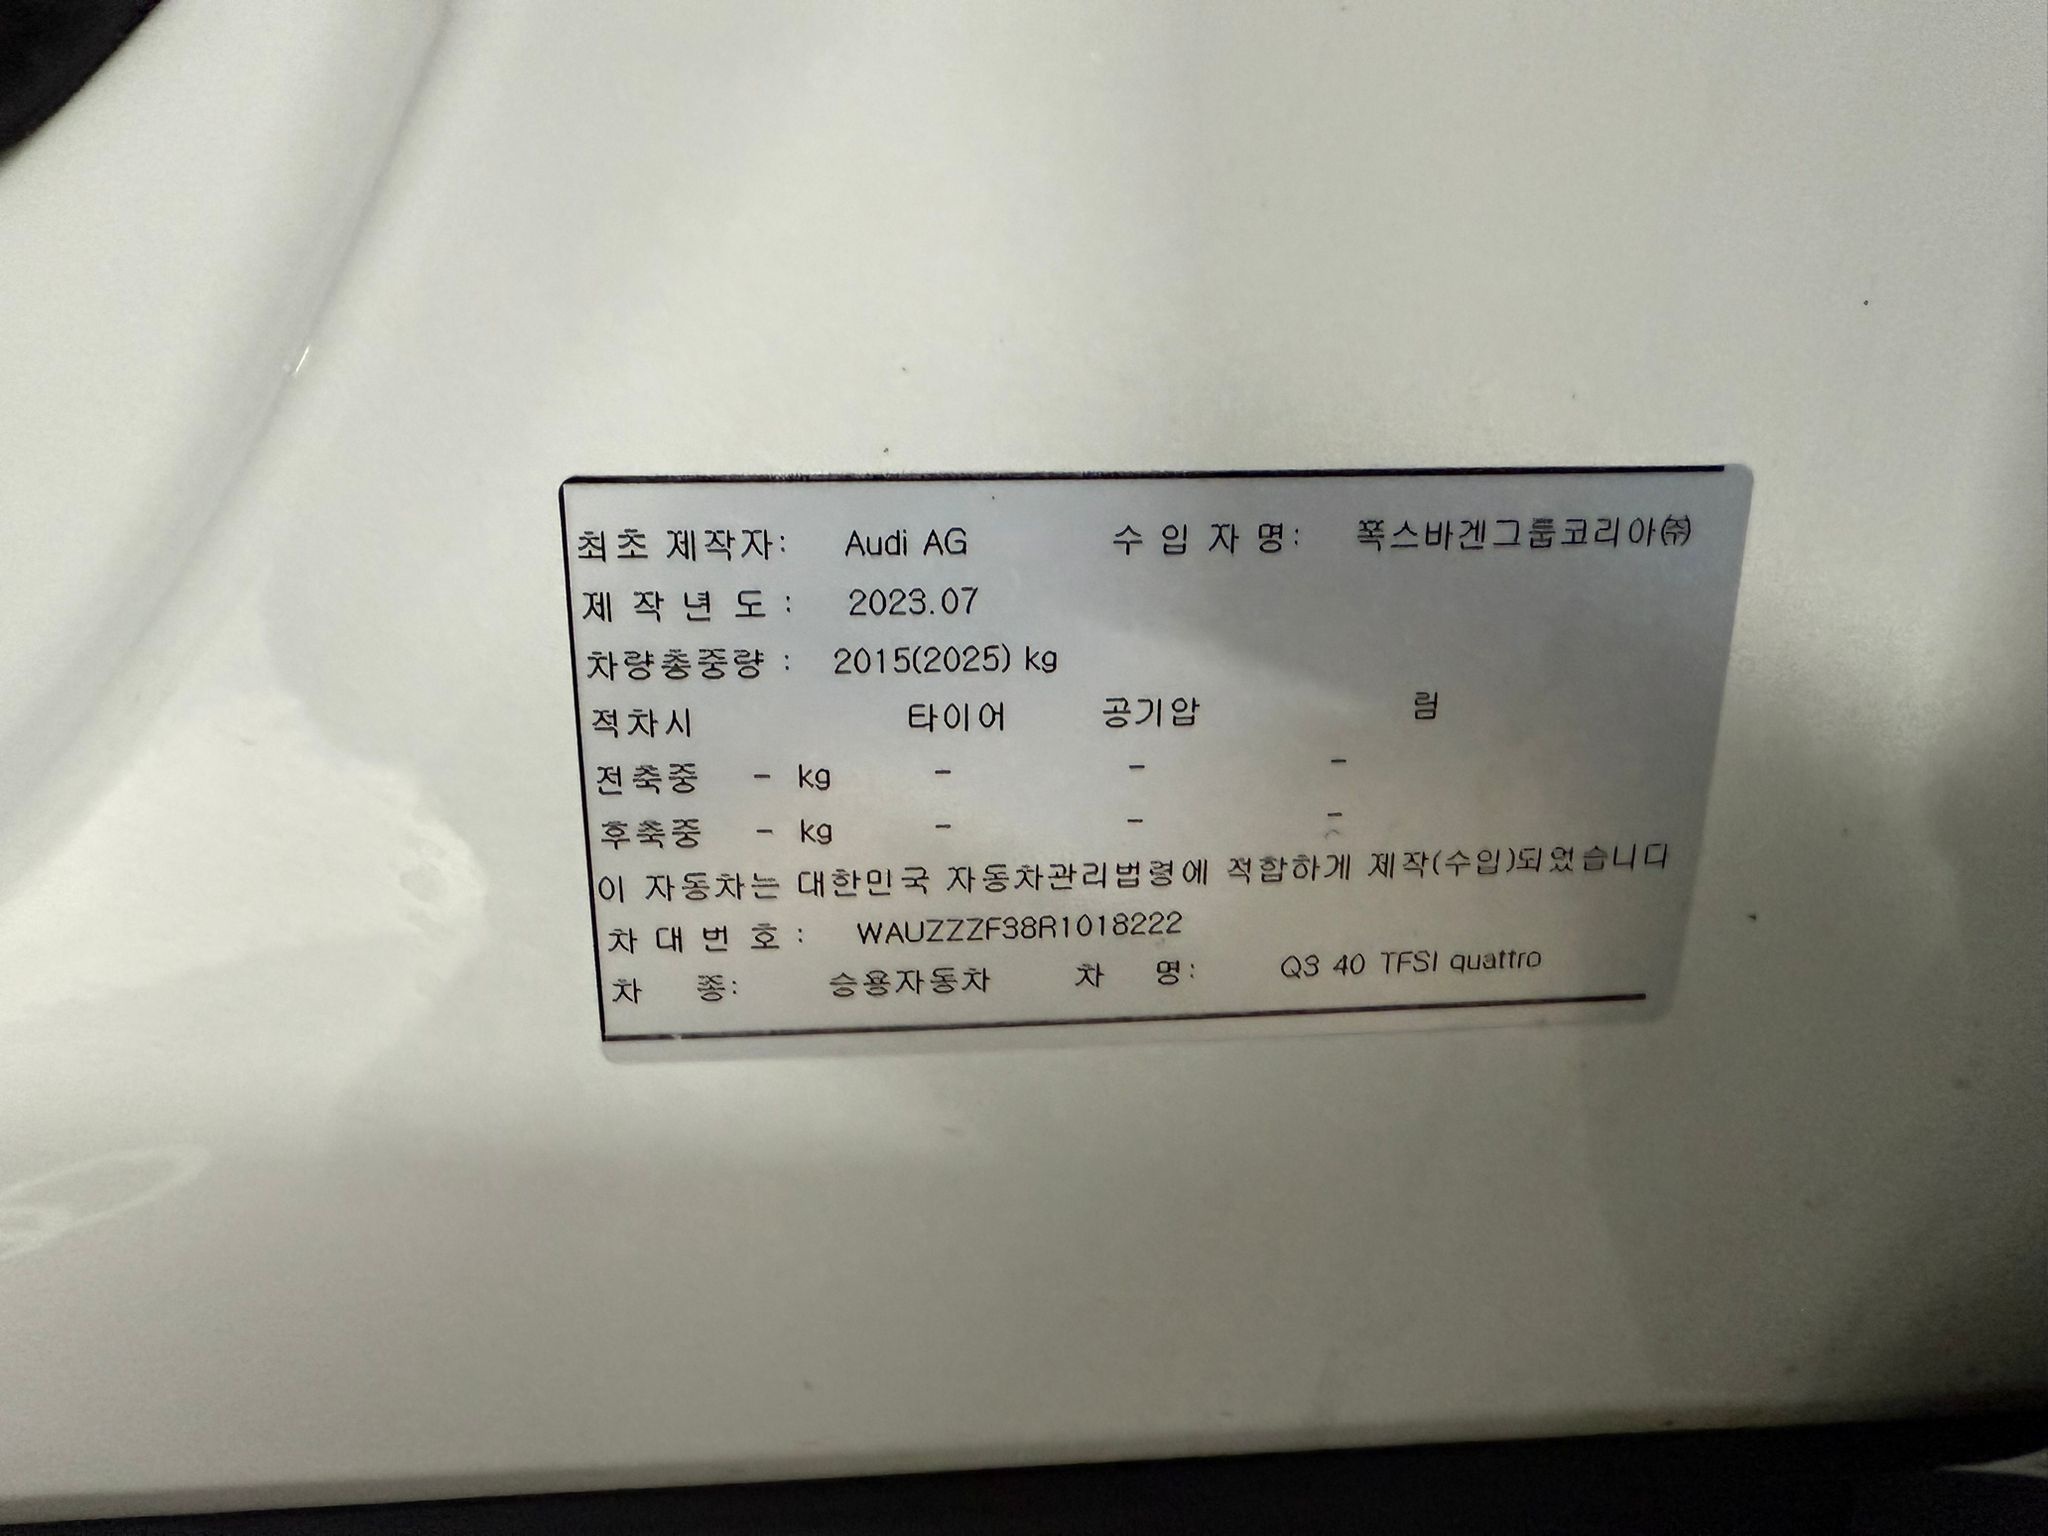 최초 제작자: Audi AG 수 입 자 명: 폭스바겐그룹코리아㈜
제 작 년 도 : 2023.07
차량총중량 : 2015(2025) kg
적차시 타이어 공기압 림
전축중 - kg - - -
후축중 - kg - - -
이 자동차는 대한민국 자동차관리법령에 적합하게 제작(수입)되었습니다
차 대 번 호 : WAUZZZF38R1018222
차 종: 승용자동차 차 명: Q3 40 TFSI quattro